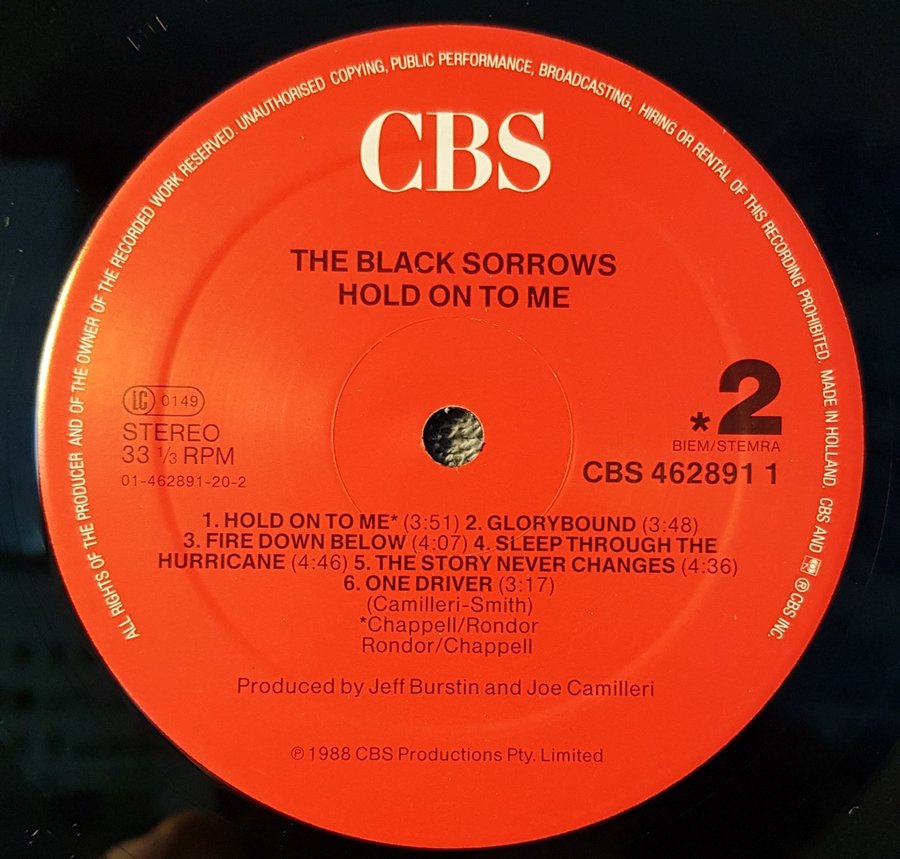 ALL RIGHTS OF THE PRODUCER AND OF THE OWNER OF THE RECORDED WORK RESERVED. UNAUTHORISED COPYING, PUBLIC PERFORMANCE, BROADCASTING, HIRING OR RENTAL OF THIS RECORDING PROHIBITED. MADE IN HOLLAND. CBS AND ® CBS INC.
CBS
THE BLACK SORROWS
HOLD ON TO ME
LC 0149
STEREO
33 1/3 RPM
01-462891-20-2
*2
BIEM/STEMRA
CBS 462891 1
1. HOLD ON TO ME* (3:51) 2. GLORYBOUND (3:48)
3. FIRE DOWN BELOW (4:07) 4. SLEEP THROUGH THE
HURRICANE (4:46) 5. THE STORY NEVER CHANGES (4:36)
6. ONE DRIVER (3:17)
(Camilleri-Smith)
*Chappell/Rondor
Rondor/Chappell
Produced by Jeff Burstin and Joe Camilleri
℗ 1988 CBS Productions Pty. Limited